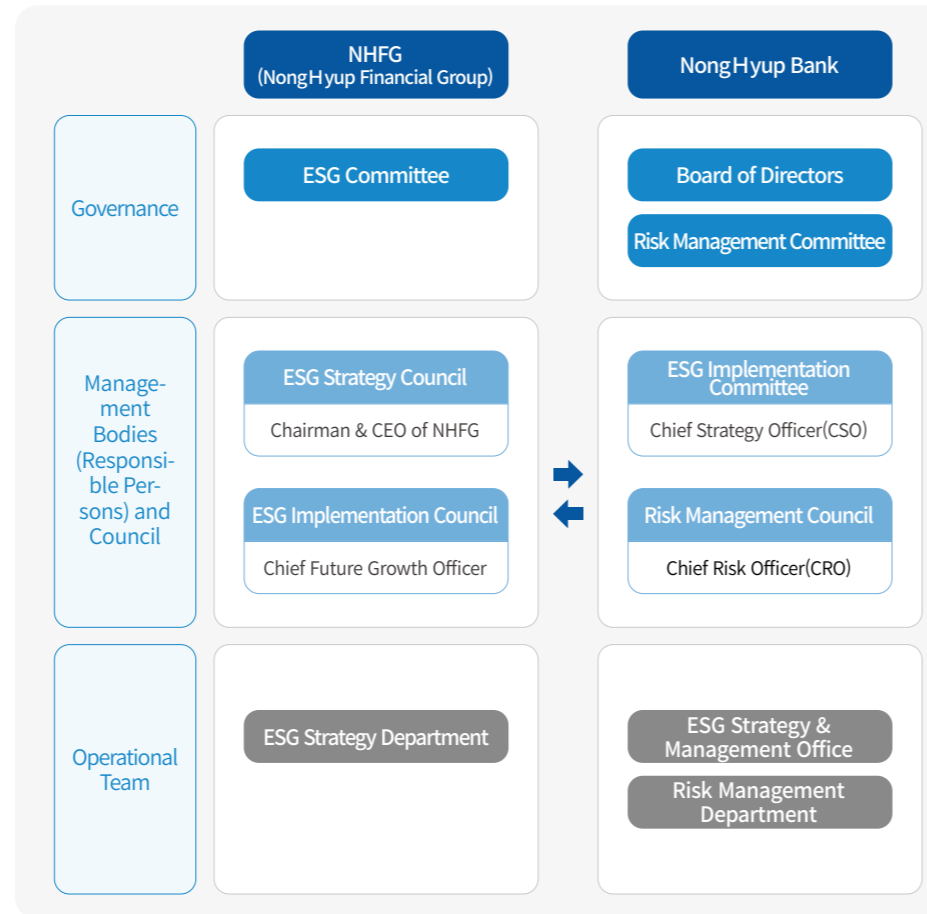 NHFG
(NongHyup Financial Group)
NongHyup Bank
Governance
ESG Committee
Board of Directors
Risk Management Committee
Manage-
ment
Bodies
(Responsi-
ble Per-
sons) and
Council
ESG Strategy Council
Chairman & CEO of NHFG
ESG Implementation Council
Chief Future Growth Officer
ESG Implementation
Committee
Chief Strategy Officer(CSO)
Risk Management Council
Chief Risk Officer(CRO)
Operational
Team
ESG Strategy Department
ESG Strategy &
Management Office
Risk Management
Department